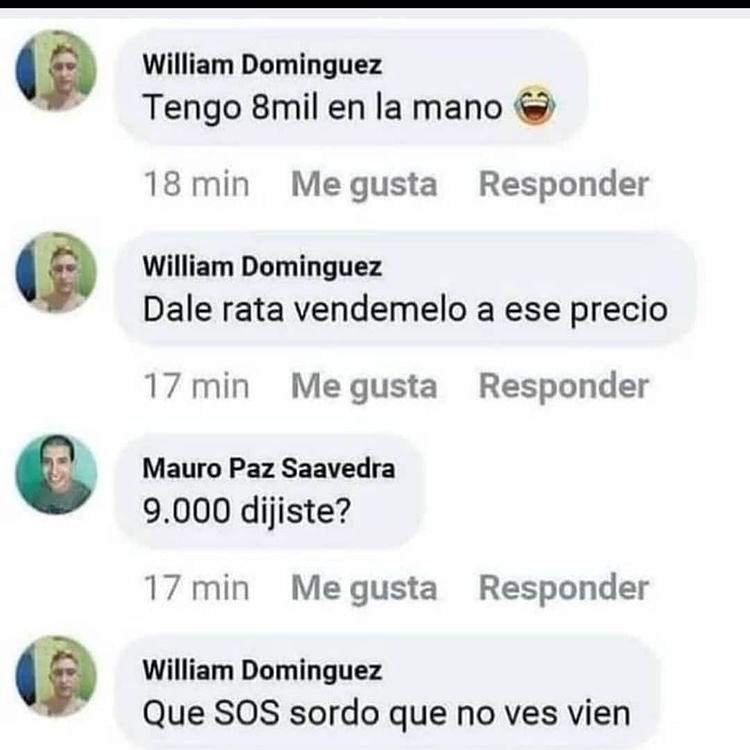 William Dominguez
Tengo 8mil en la mano 😂
18 min Me gusta Responder
William Dominguez
Dale rata vendemelo a ese precio
17 min Me gusta Responder
Mauro Paz Saavedra
9.000 dijiste?
17 min Me gusta Responder
William Dominguez
Que SOS sordo que no ves vien